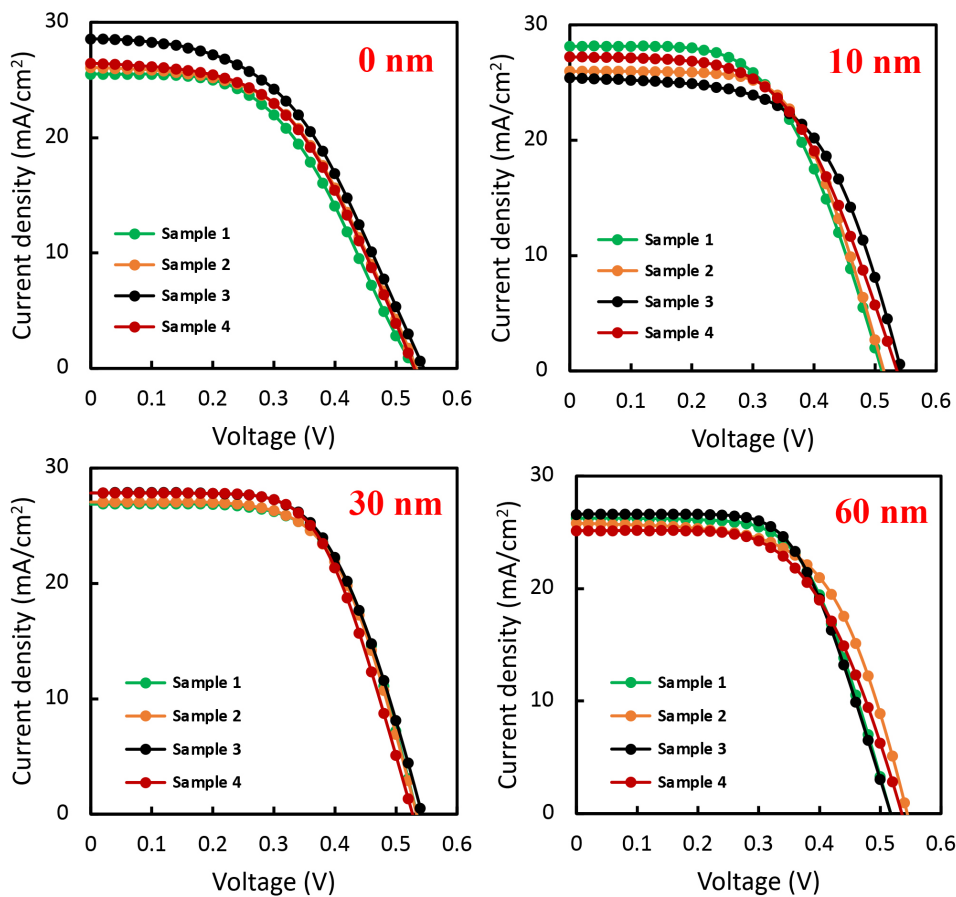 30
0 nm
20
10
0
Current density (mA/cm²)
Sample 1
Sample 2
Sample 3
Sample 4
0 0.1 0.2 0.3 0.4 0.5 0.6
Voltage (V)
30
10 nm
20
10
0
Current density (mA/cm²)
Sample 1
Sample 2
Sample 3
Sample 4
0 0.1 0.2 0.3 0.4 0.5 0.6
Voltage (V)
30
30 nm
20
10
0
Current density (mA/cm²)
Sample 1
Sample 2
Sample 3
Sample 4
0 0.1 0.2 0.3 0.4 0.5 0.6
Voltage (V)
30
60 nm
20
10
0
Current density (mA/cm²)
Sample 1
Sample 2
Sample 3
Sample 4
0 0.1 0.2 0.3 0.4 0.5 0.6
Voltage (V)